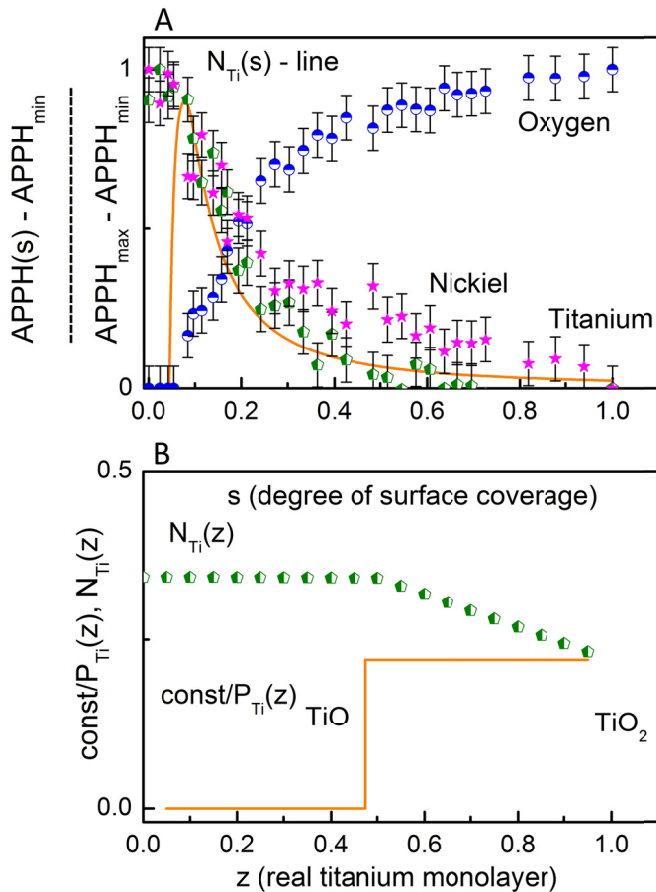 A
N_Ti(s) - line
Oxygen
Nickiel
Titanium
APPH(s) - APPH_min
APPH_max - APPH_min
1
0
0.0 0.2 0.4 0.6 0.8 1.0
B
s (degree of surface coverage)
N_Ti(z)
const/P_Ti(z)
TiO
TiO_2
const/P_Ti(z), N_Ti(z)
0.5
0.0
0.0 0.2 0.4 0.6 0.8 1.0
z (real titanium monolayer)